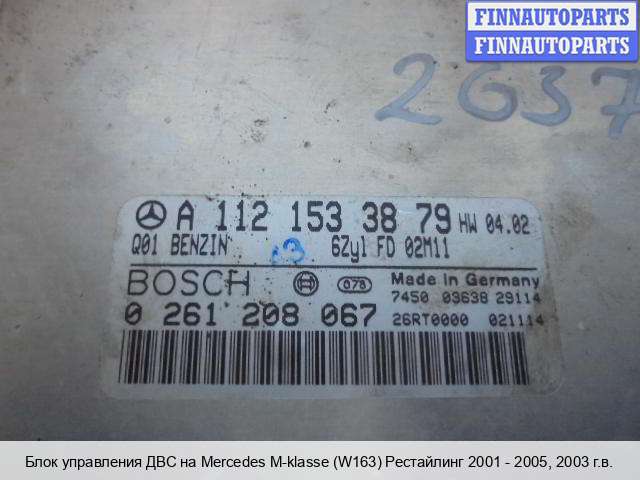 FINNAUTOPARTS
FINNAUTOPARTS
2G37
A 112 153 38 79 HW 04.02
Q01 BENZIN 6Zyl FD 02M11
BOSCH 078 Made in Germany
7450 03638 29114
0 261 208 067 26RT0000 021114
Блок управления ДВС на Mercedes M-klasse (W163) Рестайлинг 2001 - 2005, 2003 г.в.